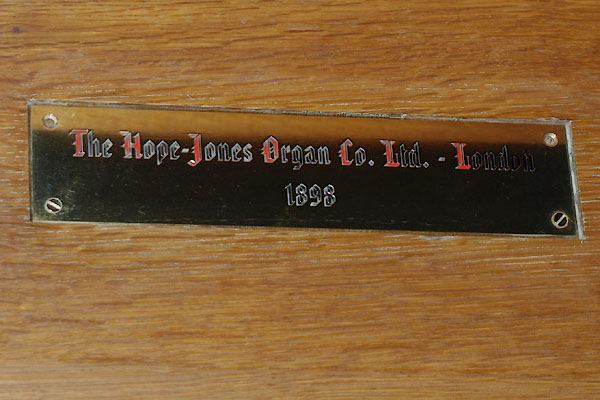 The Hope-Jones Organ Co. Ltd. - London
1898